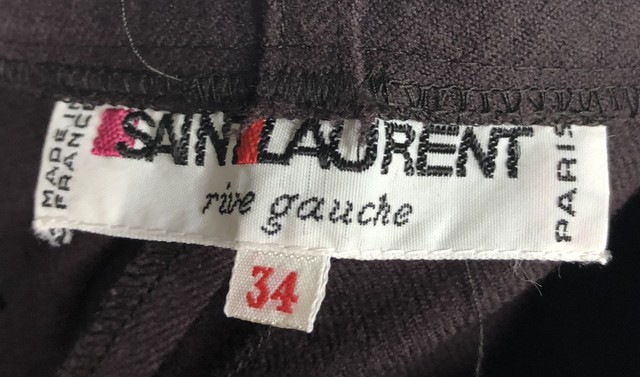 MADE IN
FRANCE
SAINT LAURENT
rive gauche
PARIS
34